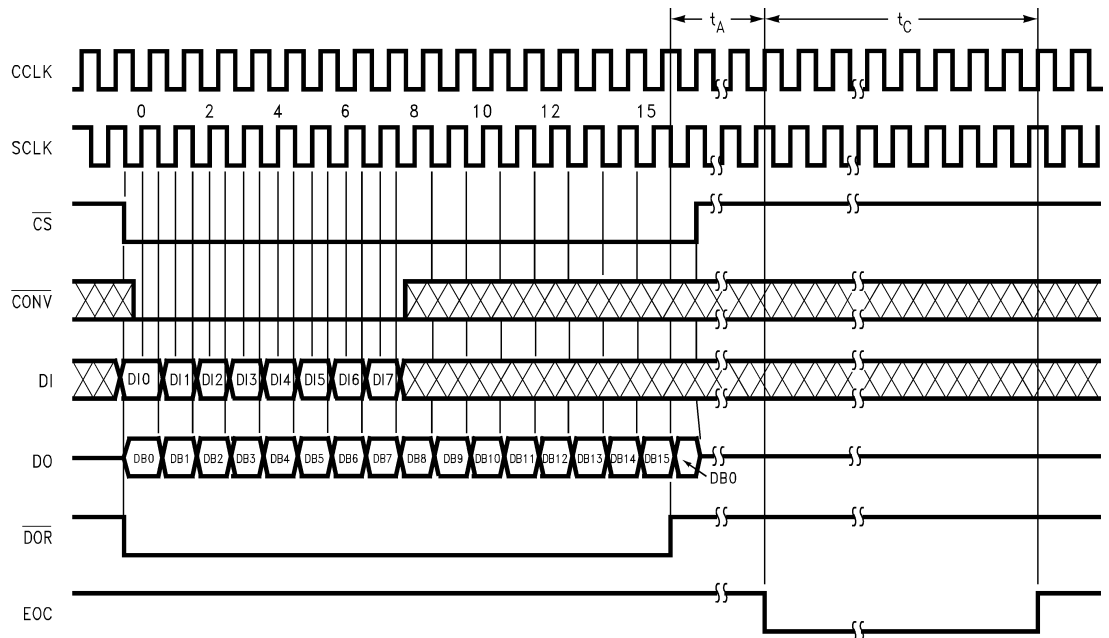 tA tC
CCLK
0 2 4 6 8 10 12 15
SCLK
CS
CONV
DI DI0 DI1 DI2 DI3 DI4 DI5 DI6 DI7
DO DB0 DB1 DB2 DB3 DB4 DB5 DB6 DB7 DB8 DB9 DB10 DB11 DB12 DB13 DB14 DB15
DB0
DOR
EOC